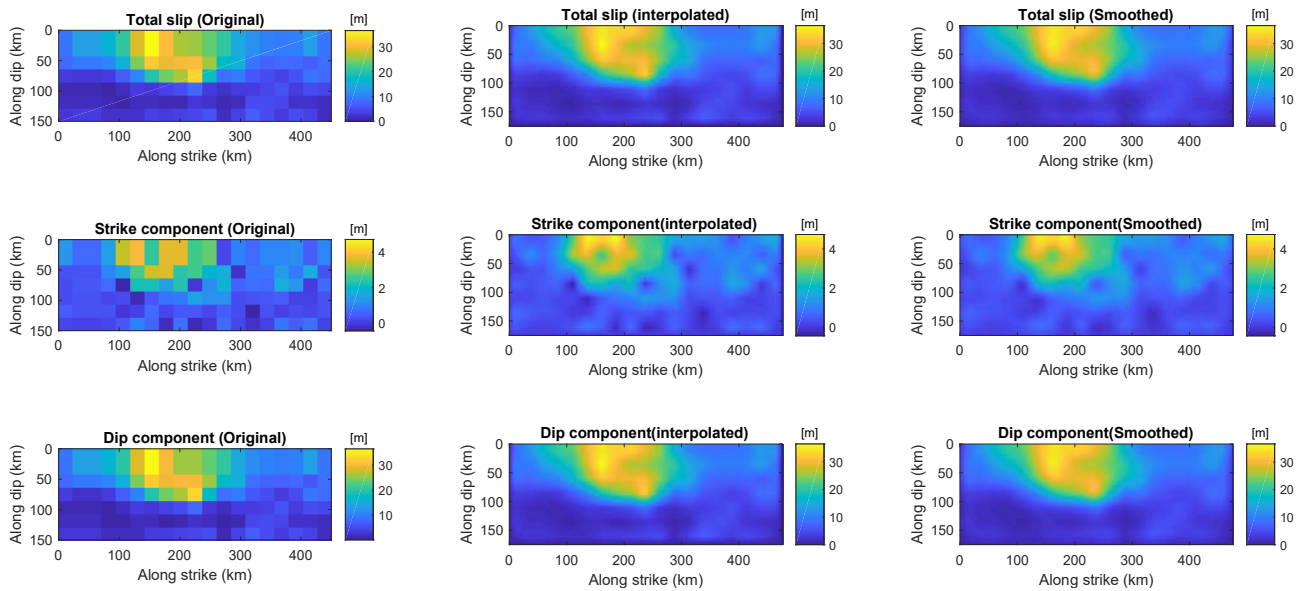 Total slip (Original)
[m]
Along dip (km)
0
50
100
150
0 100 200 300 400
Along strike (km)
30
20
10
0
Total slip (interpolated)
[m]
Along dip (km)
0
50
100
150
0 100 200 300 400
Along strike (km)
30
20
10
0
Total slip (Smoothed)
[m]
Along dip (km)
0
50
100
150
0 100 200 300 400
Along strike (km)
30
20
10
0
Strike component (Original)
[m]
Along dip (km)
0
50
100
150
0 100 200 300 400
Along strike (km)
4
2
0
Strike component(interpolated)
[m]
Along dip (km)
0
50
100
150
0 100 200 300 400
Along strike (km)
4
2
0
Strike component(Smoothed)
[m]
Along dip (km)
0
50
100
150
0 100 200 300 400
Along strike (km)
4
2
0
Dip component (Original)
[m]
Along dip (km)
0
50
100
150
0 100 200 300 400
Along strike (km)
30
20
10
Dip component(interpolated)
[m]
Along dip (km)
0
50
100
150
0 100 200 300 400
Along strike (km)
30
20
10
0
Dip component(Smoothed)
[m]
Along dip (km)
0
50
100
150
0 100 200 300 400
Along strike (km)
30
20
10
0